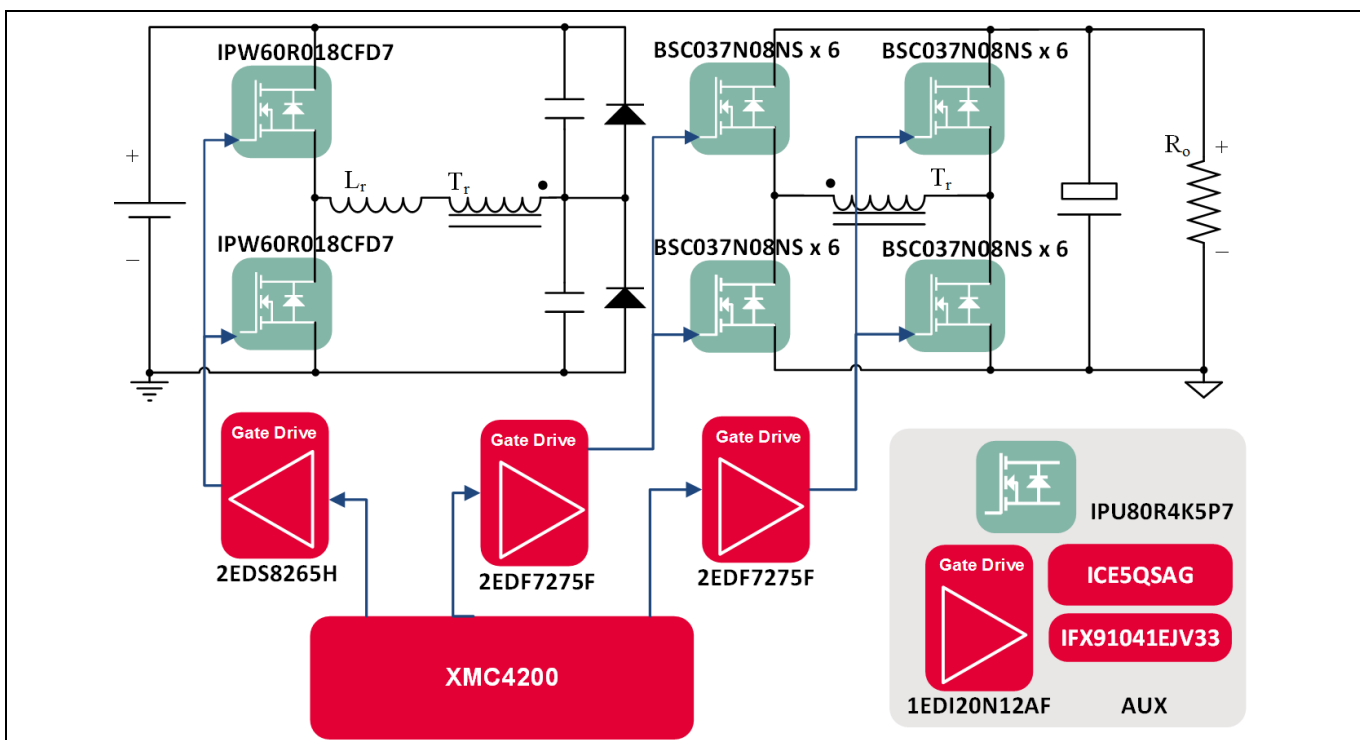 IPW60R018CFD7
BSC037N08NS x 6
BSC037N08NS x 6
+
Lr
Tr
Tr
Ro
+
−
−
IPW60R018CFD7
BSC037N08NS x 6
BSC037N08NS x 6
Gate Drive
Gate Drive
Gate Drive
2EDS8265H
2EDF7275F
2EDF7275F
XMC4200
IPU80R4K5P7
Gate Drive
ICE5QSAG
IFX91041EJV33
1EDI20N12AF
AUX